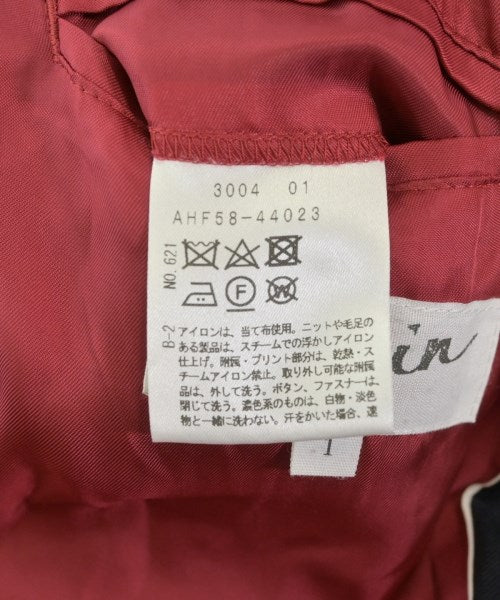 3004 01
AHF58-44023
NO.621
F
W
B-2
アイロンは、当て布使用。ニットや毛足の
ある製品は、スチームでの浮かしアイロン
仕上げ。附属・プリント部分は、乾熱・ス
チームアイロン禁止。取り外し可能な附属
品は、外して洗う。ボタン、ファスナーは、
閉じて洗う。濃色系のものは、白物・淡色
物と一緒に洗わない。汗をかいた場合、速
in
1